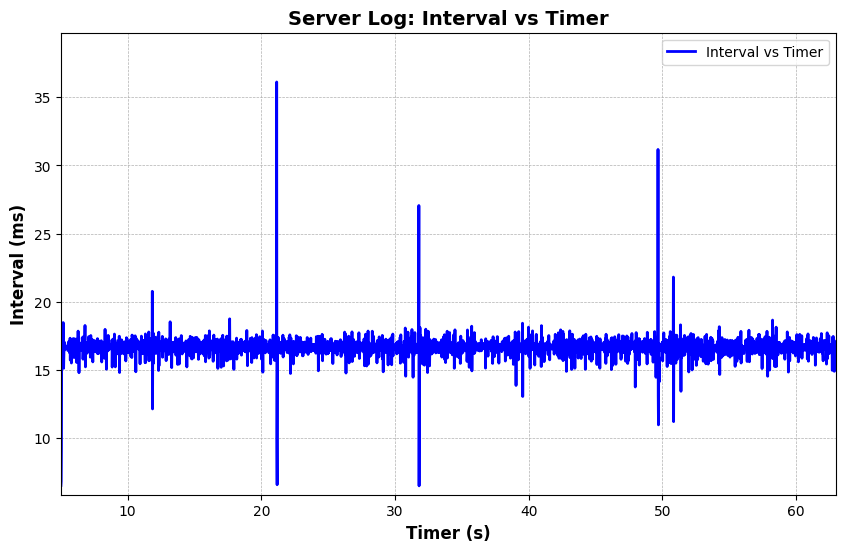 Server Log: Interval vs Timer
Interval vs Timer
Interval (ms)
35
30
25
20
15
10
10 20 30 40 50 60
Timer (s)